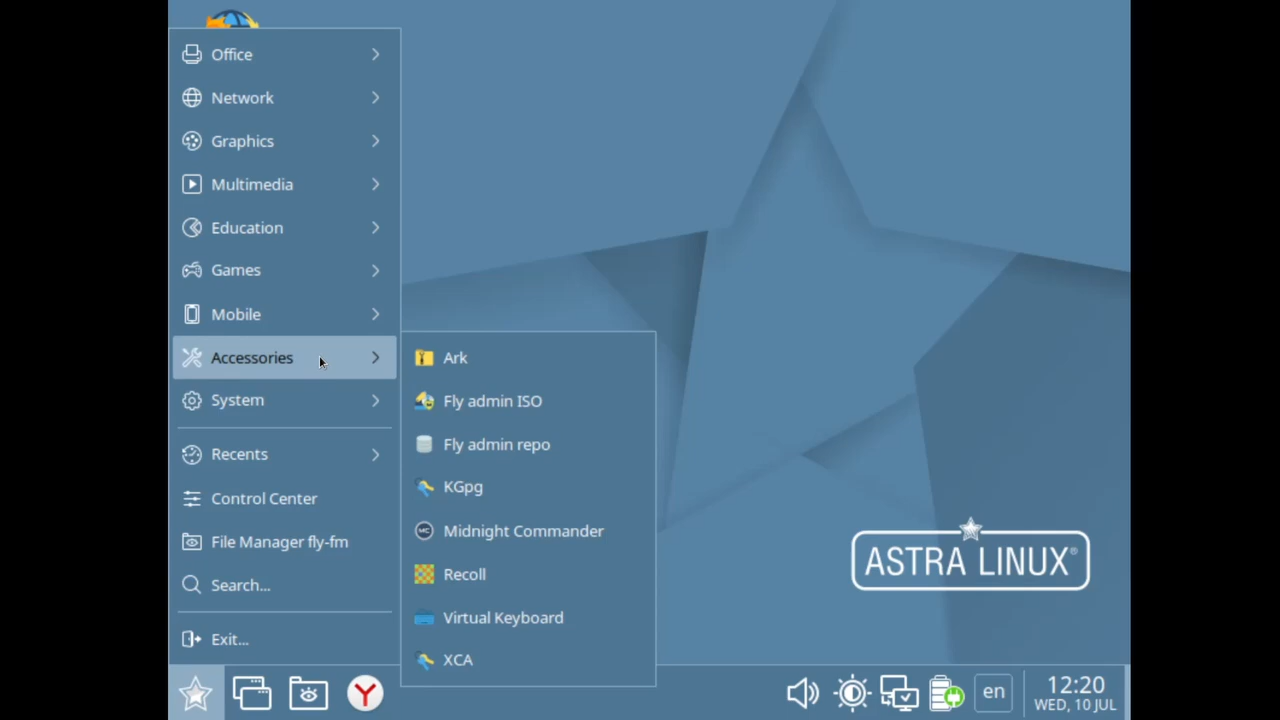 Office
Network
Graphics
Multimedia
Education
Games
Mobile
Accessories
System
Recents
Control Center
File Manager fly-fm
Search...
Exit...
Ark
Fly admin ISO
Fly admin repo
KGpg
MC
Midnight Commander
Recoll
Virtual Keyboard
XCA
ASTRA LINUX®
Y
en
12:20
WED, 10 JUL